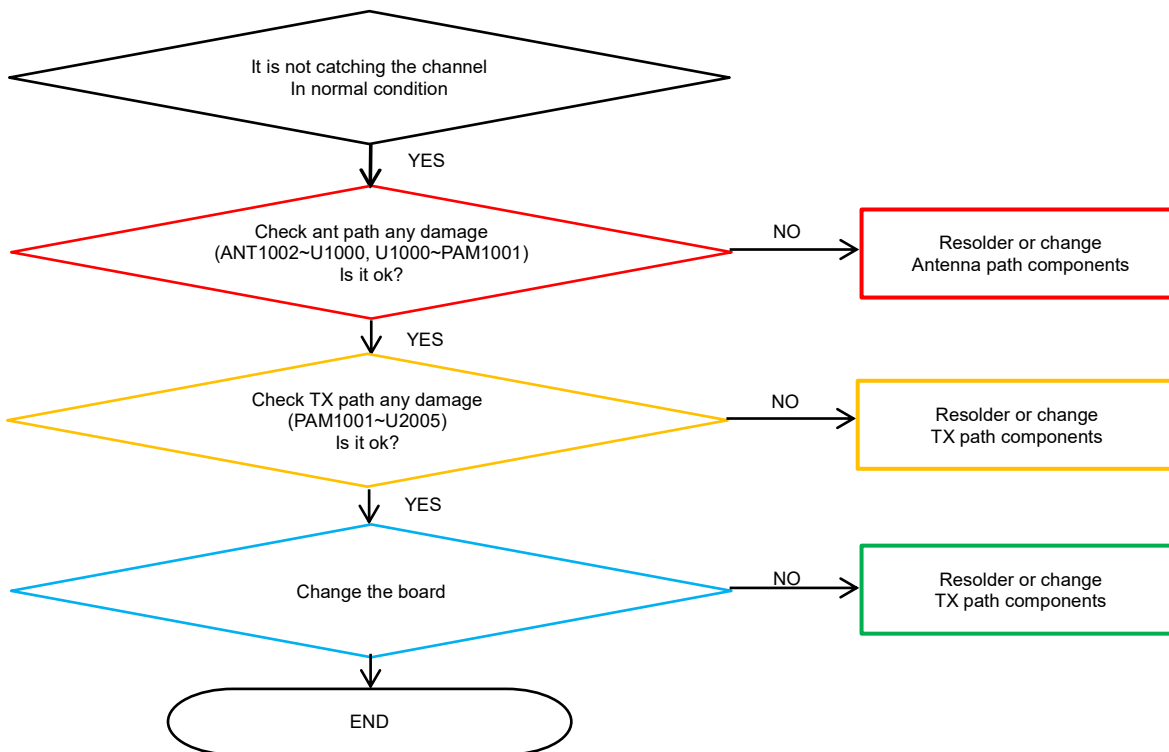 It is not catching the channel
In normal condition
YES
Check ant path any damage
(ANT1002~U1000, U1000~PAM1001)
Is it ok?
NO
Resolder or change
Antenna path components
YES
Check TX path any damage
(PAM1001~U2005)
Is it ok?
NO
Resolder or change
TX path components
YES
Change the board
NO
Resolder or change
TX path components
END